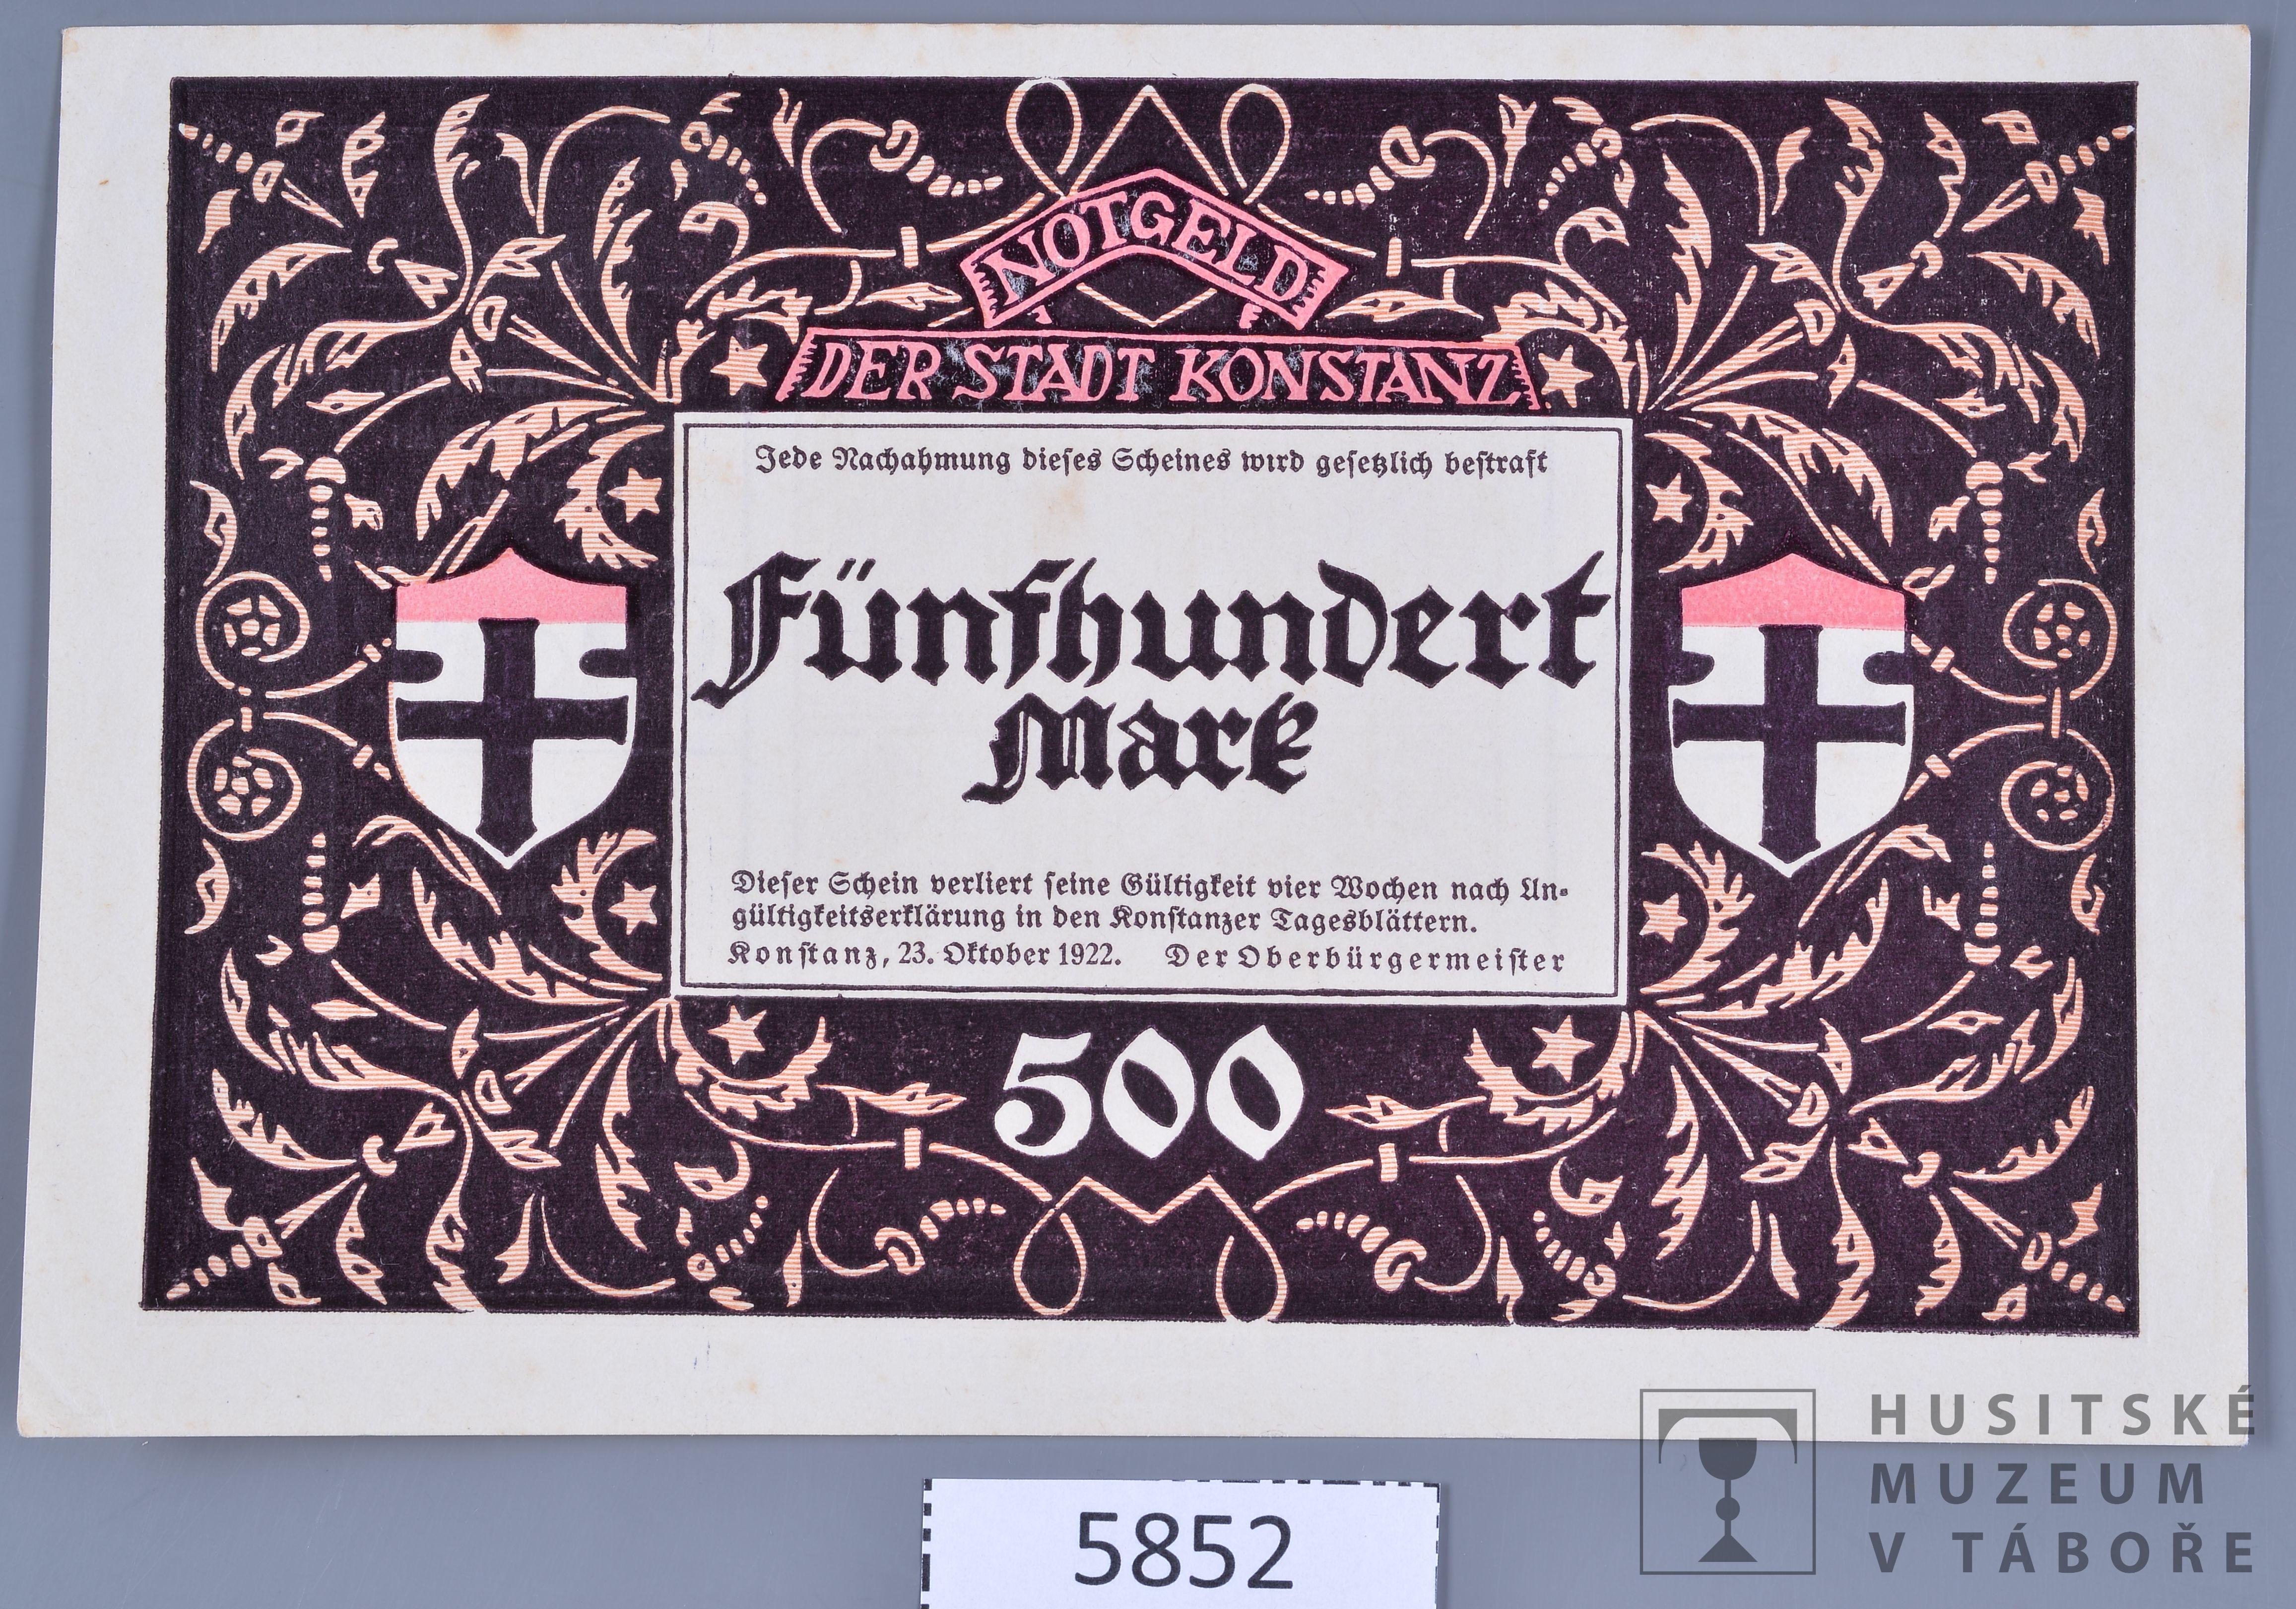 NOTGELD
DER STADT KONSTANZ
Jede Nachahmung dieses Scheines wird gesetzlich bestraft
Fünfhundert
Mark
Dieser Schein verliert seine Gültigkeit vier Wochen nach Un-
gültigkeitserklärung in den Konstanzer Tagesblättern.
Konstanz, 23. Oktober 1922. Der Oberbürgermeister
500
5852
HUSITSKÉ
MUZEUM
V TÁBOŘE